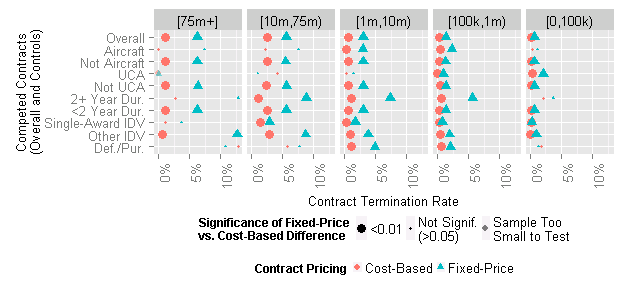 [75m+] [10m,75m) [1m,10m) [100k,1m) [0,100k)
Competed Contracts
(Overall and Controls)
Overall
Aircraft
Not Aircraft
UCA
Not UCA
2+ Year Dur.
<2 Year Dur.
Single-Award IDV
Other IDV
Def./Pur.
0% 5% 10% 0% 5% 10% 0% 5% 10% 0% 5% 10% 0% 5% 10%
Contract Termination Rate
Significance of Fixed-Price
vs. Cost-Based Difference
<0.01
Not Signif.
(>0.05)
Sample Too
Small to Test
Contract Pricing Cost-Based Fixed-Price